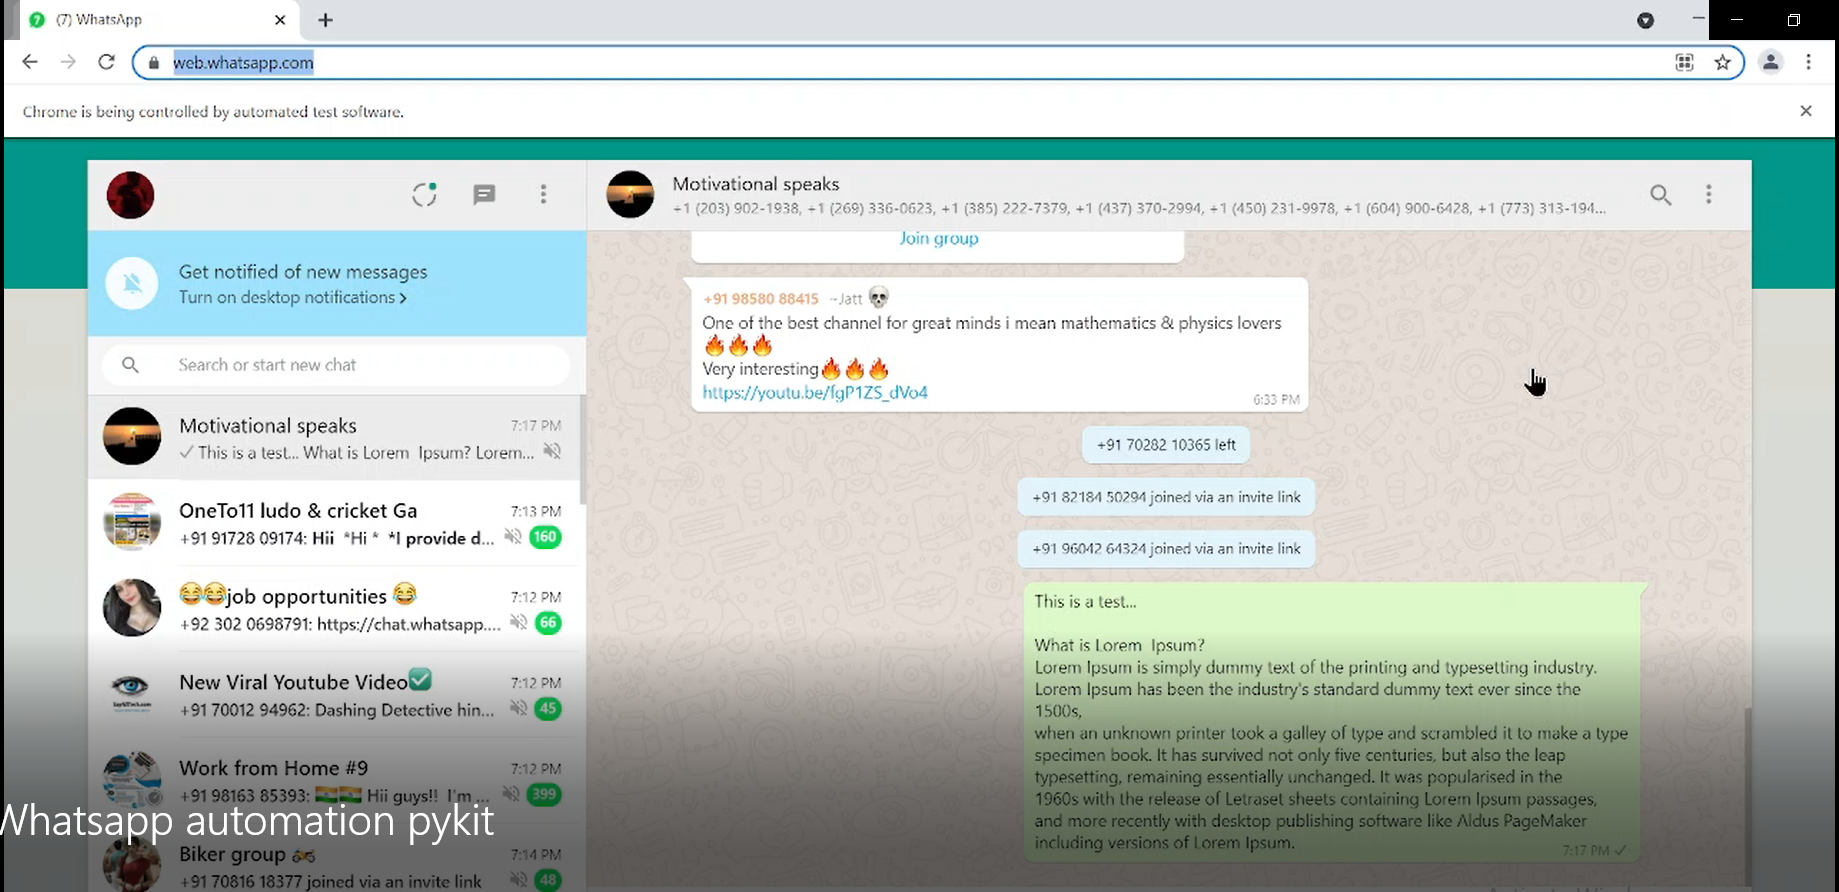 (7) WhatsApp
web.whatsapp.com
Chrome is being controlled by automated test software.
Get notified of new messages
Turn on desktop notifications
Search or start new chat
Motivational speaks
7:17 PM
This is a test... What is Lorem Ipsum? Lorem...
OneTo11 ludo & cricket Ga
7:13 PM
+91 91728 09174: Hii *Hi * *I provide d...
160
😂😂job opportunities 😂
7:12 PM
+92 302 0698791: https://chat.whatsapp....
66
New Viral Youtube Video✅
7:12 PM
+91 70012 94962: Dashing Detective hin...
45
Work from Home #9
7:12 PM
+91 98163 85393: 🇮🇳🇮🇳 Hii guys!! I'm ...
399
Whatsapp automation pykit
Biker group 🏍
7:14 PM
+91 70816 18377 joined via an invite link
48
Motivational speaks
+1 (203) 902-1938, +1 (269) 336-0623, +1 (385) 222-7379, +1 (437) 370-2994, +1 (450) 231-9978, +1 (604) 900-6428, +1 (773) 313-194...
Join group
+91 98580 88415 ~Jatt 💀
One of the best channel for great minds i mean mathematics & physics lovers
🔥🔥🔥
Very interesting🔥🔥🔥
https://youtu.be/fgP1ZS_dVo4
6:33 PM
+91 70282 10365 left
+91 82184 50294 joined via an invite link
+91 96042 64324 joined via an invite link
This is a test...
What is Lorem Ipsum?
Lorem Ipsum is simply dummy text of the printing and typesetting industry.
Lorem Ipsum has been the industry's standard dummy text ever since the
1500s,
when an unknown printer took a galley of type and scrambled it to make a type
specimen book. It has survived not only five centuries, but also the leap
typesetting, remaining essentially unchanged. It was popularised in the
1960s with the release of Letraset sheets containing Lorem Ipsum passages,
and more recently with desktop publishing software like Aldus PageMaker
including versions of Lorem Ipsum.
7:17 PM